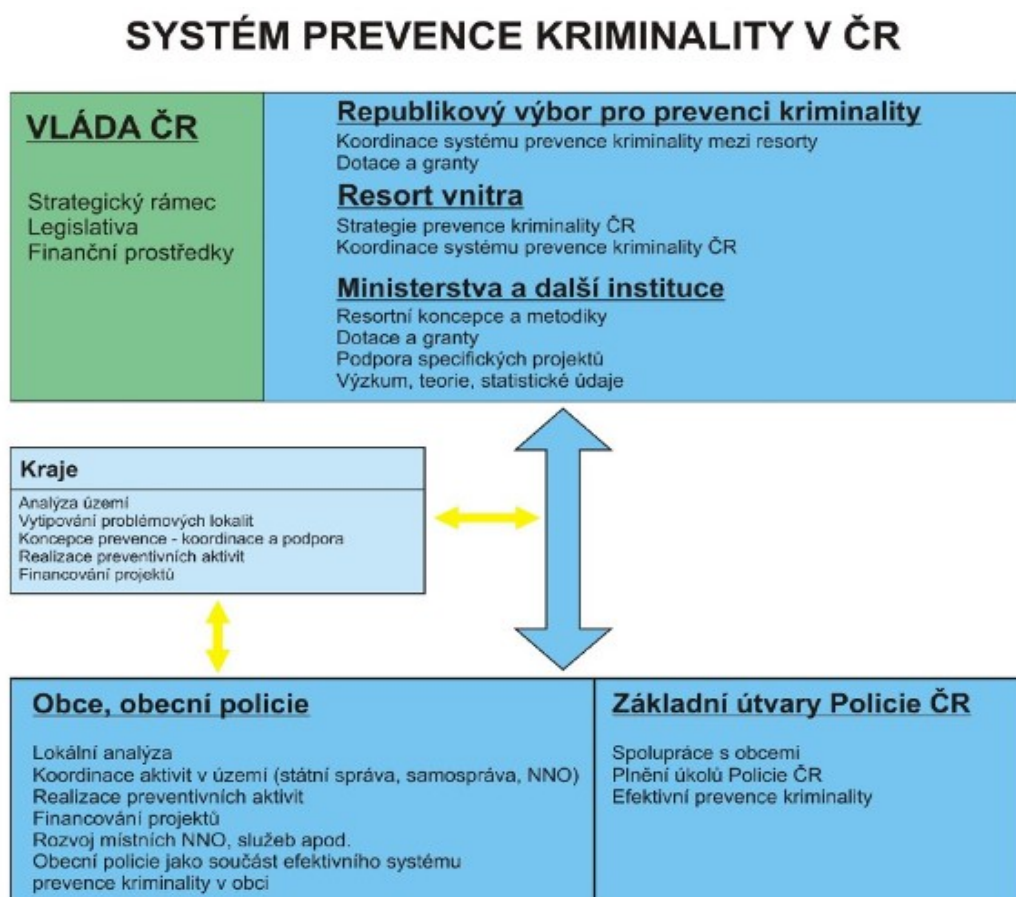 SYSTÉM PREVENCE KRIMINALITY V ČR
VLÁDA ČR
Strategický rámec
Legislativa
Finanční prostředky
Republikový výbor pro prevenci kriminality
Koordinace systému prevence kriminality mezi resorty
Dotace a granty
Resort vnitra
Strategie prevence kriminality ČR
Koordinace systému prevence kriminality ČR
Ministerstva a další instituce
Resortní koncepce a metodiky
Dotace a granty
Podpora specifických projektů
Výzkum, teorie, statistické údaje
Kraje
Analýza území
Vytipování problémových lokalit
Koncepce prevence - koordinace a podpora
Realizace preventivních aktivit
Financování projektů
Obce, obecní policie
Lokální analýza
Koordinace aktivit v území (státní správa, samospráva, NNO)
Realizace preventivních aktivit
Financování projektů
Rozvoj místních NNO, služeb apod.
Obecní policie jako součást efektivního systému
prevence kriminality v obci
Základní útvary Policie ČR
Spolupráce s obcemi
Plnění úkolů Policie ČR
Efektivní prevence kriminality